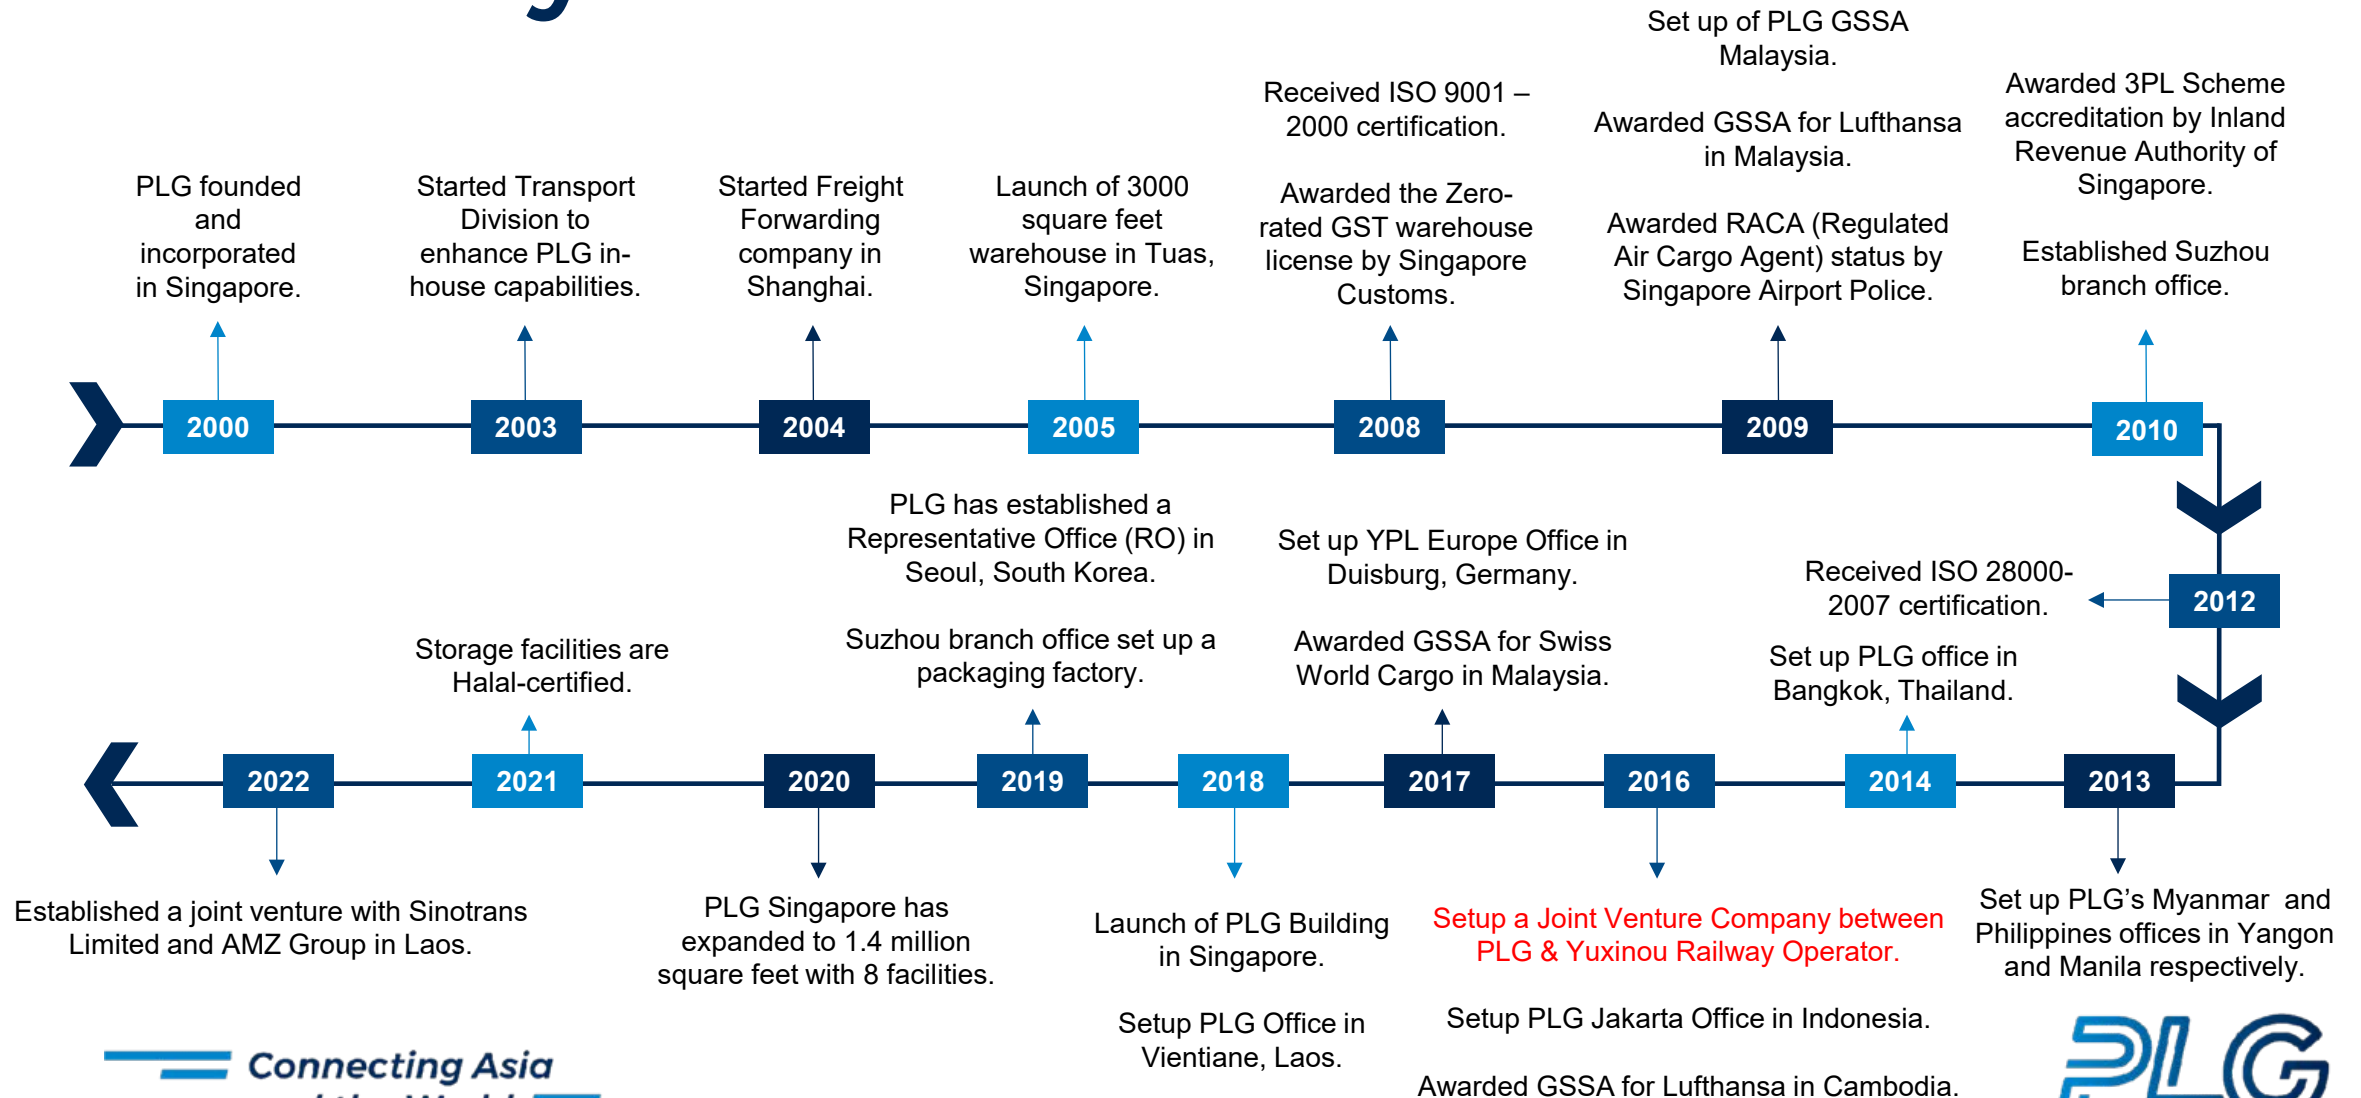 PLG founded
and
incorporated
in Singapore.
Started Transport
Division to
enhance PLG in-
house capabilities.
Started Freight
Forwarding
company in
Shanghai.
Launch of 3000
square feet
warehouse in Tuas,
Singapore.
Received ISO 9001 –
2000 certification.
Awarded the Zero-
rated GST warehouse
license by Singapore
Customs.
Set up of PLG GSSA
Malaysia.
Awarded GSSA for Lufthansa
in Malaysia.
Awarded RACA (Regulated
Air Cargo Agent) status by
Singapore Airport Police.
Awarded 3PL Scheme
accreditation by Inland
Revenue Authority of
Singapore.
Established Suzhou
branch office.
2000
2003
2004
2005
2008
2009
2010
Received ISO 28000-
2007 certification.
2012
Storage facilities are
Halal-certified.
PLG has established a
Representative Office (RO) in
Seoul, South Korea.
Suzhou branch office set up a
packaging factory.
Set up YPL Europe Office in
Duisburg, Germany.
Awarded GSSA for Swiss
World Cargo in Malaysia.
Set up PLG office in
Bangkok, Thailand.
2022
2021
2020
2019
2018
2017
2016
2014
2013
Established a joint venture with Sinotrans
Limited and AMZ Group in Laos.
PLG Singapore has
expanded to 1.4 million
square feet with 8 facilities.
Launch of PLG Building
in Singapore.
Setup PLG Office in
Vientiane, Laos.
Setup a Joint Venture Company between
PLG & Yuxinou Railway Operator.
Setup PLG Jakarta Office in Indonesia.
Awarded GSSA for Lufthansa in Cambodia.
Set up PLG’s Myanmar and
Philippines offices in Yangon
and Manila respectively.
Connecting Asia
PLG